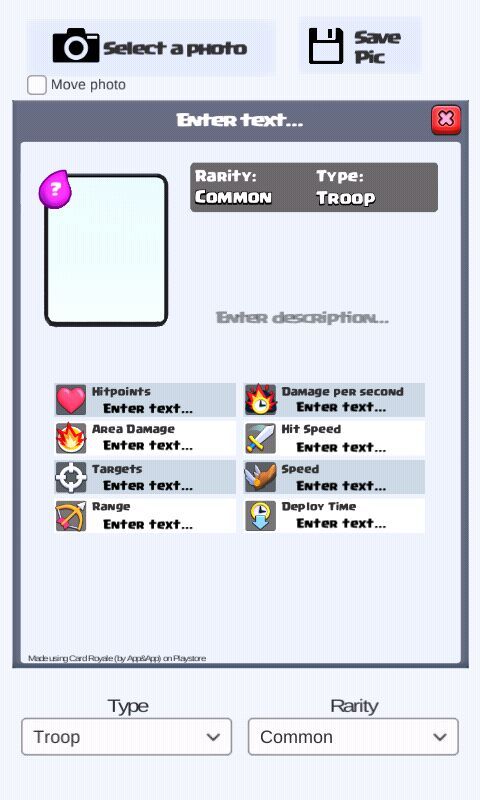 Select a photo
Save
Pic
Move photo
Enter text...
?
Rarity: Type:
Common Troop
Enter description...
Hitpoints Damage per second
Enter text... Enter text...
Area Damage Hit Speed
Enter text... Enter text...
Targets Speed
Enter text... Enter text...
Range Deploy Time
Enter text... Enter text...
Made using Card Royale (by App&App) on Playstore
Type Rarity
Troop Common